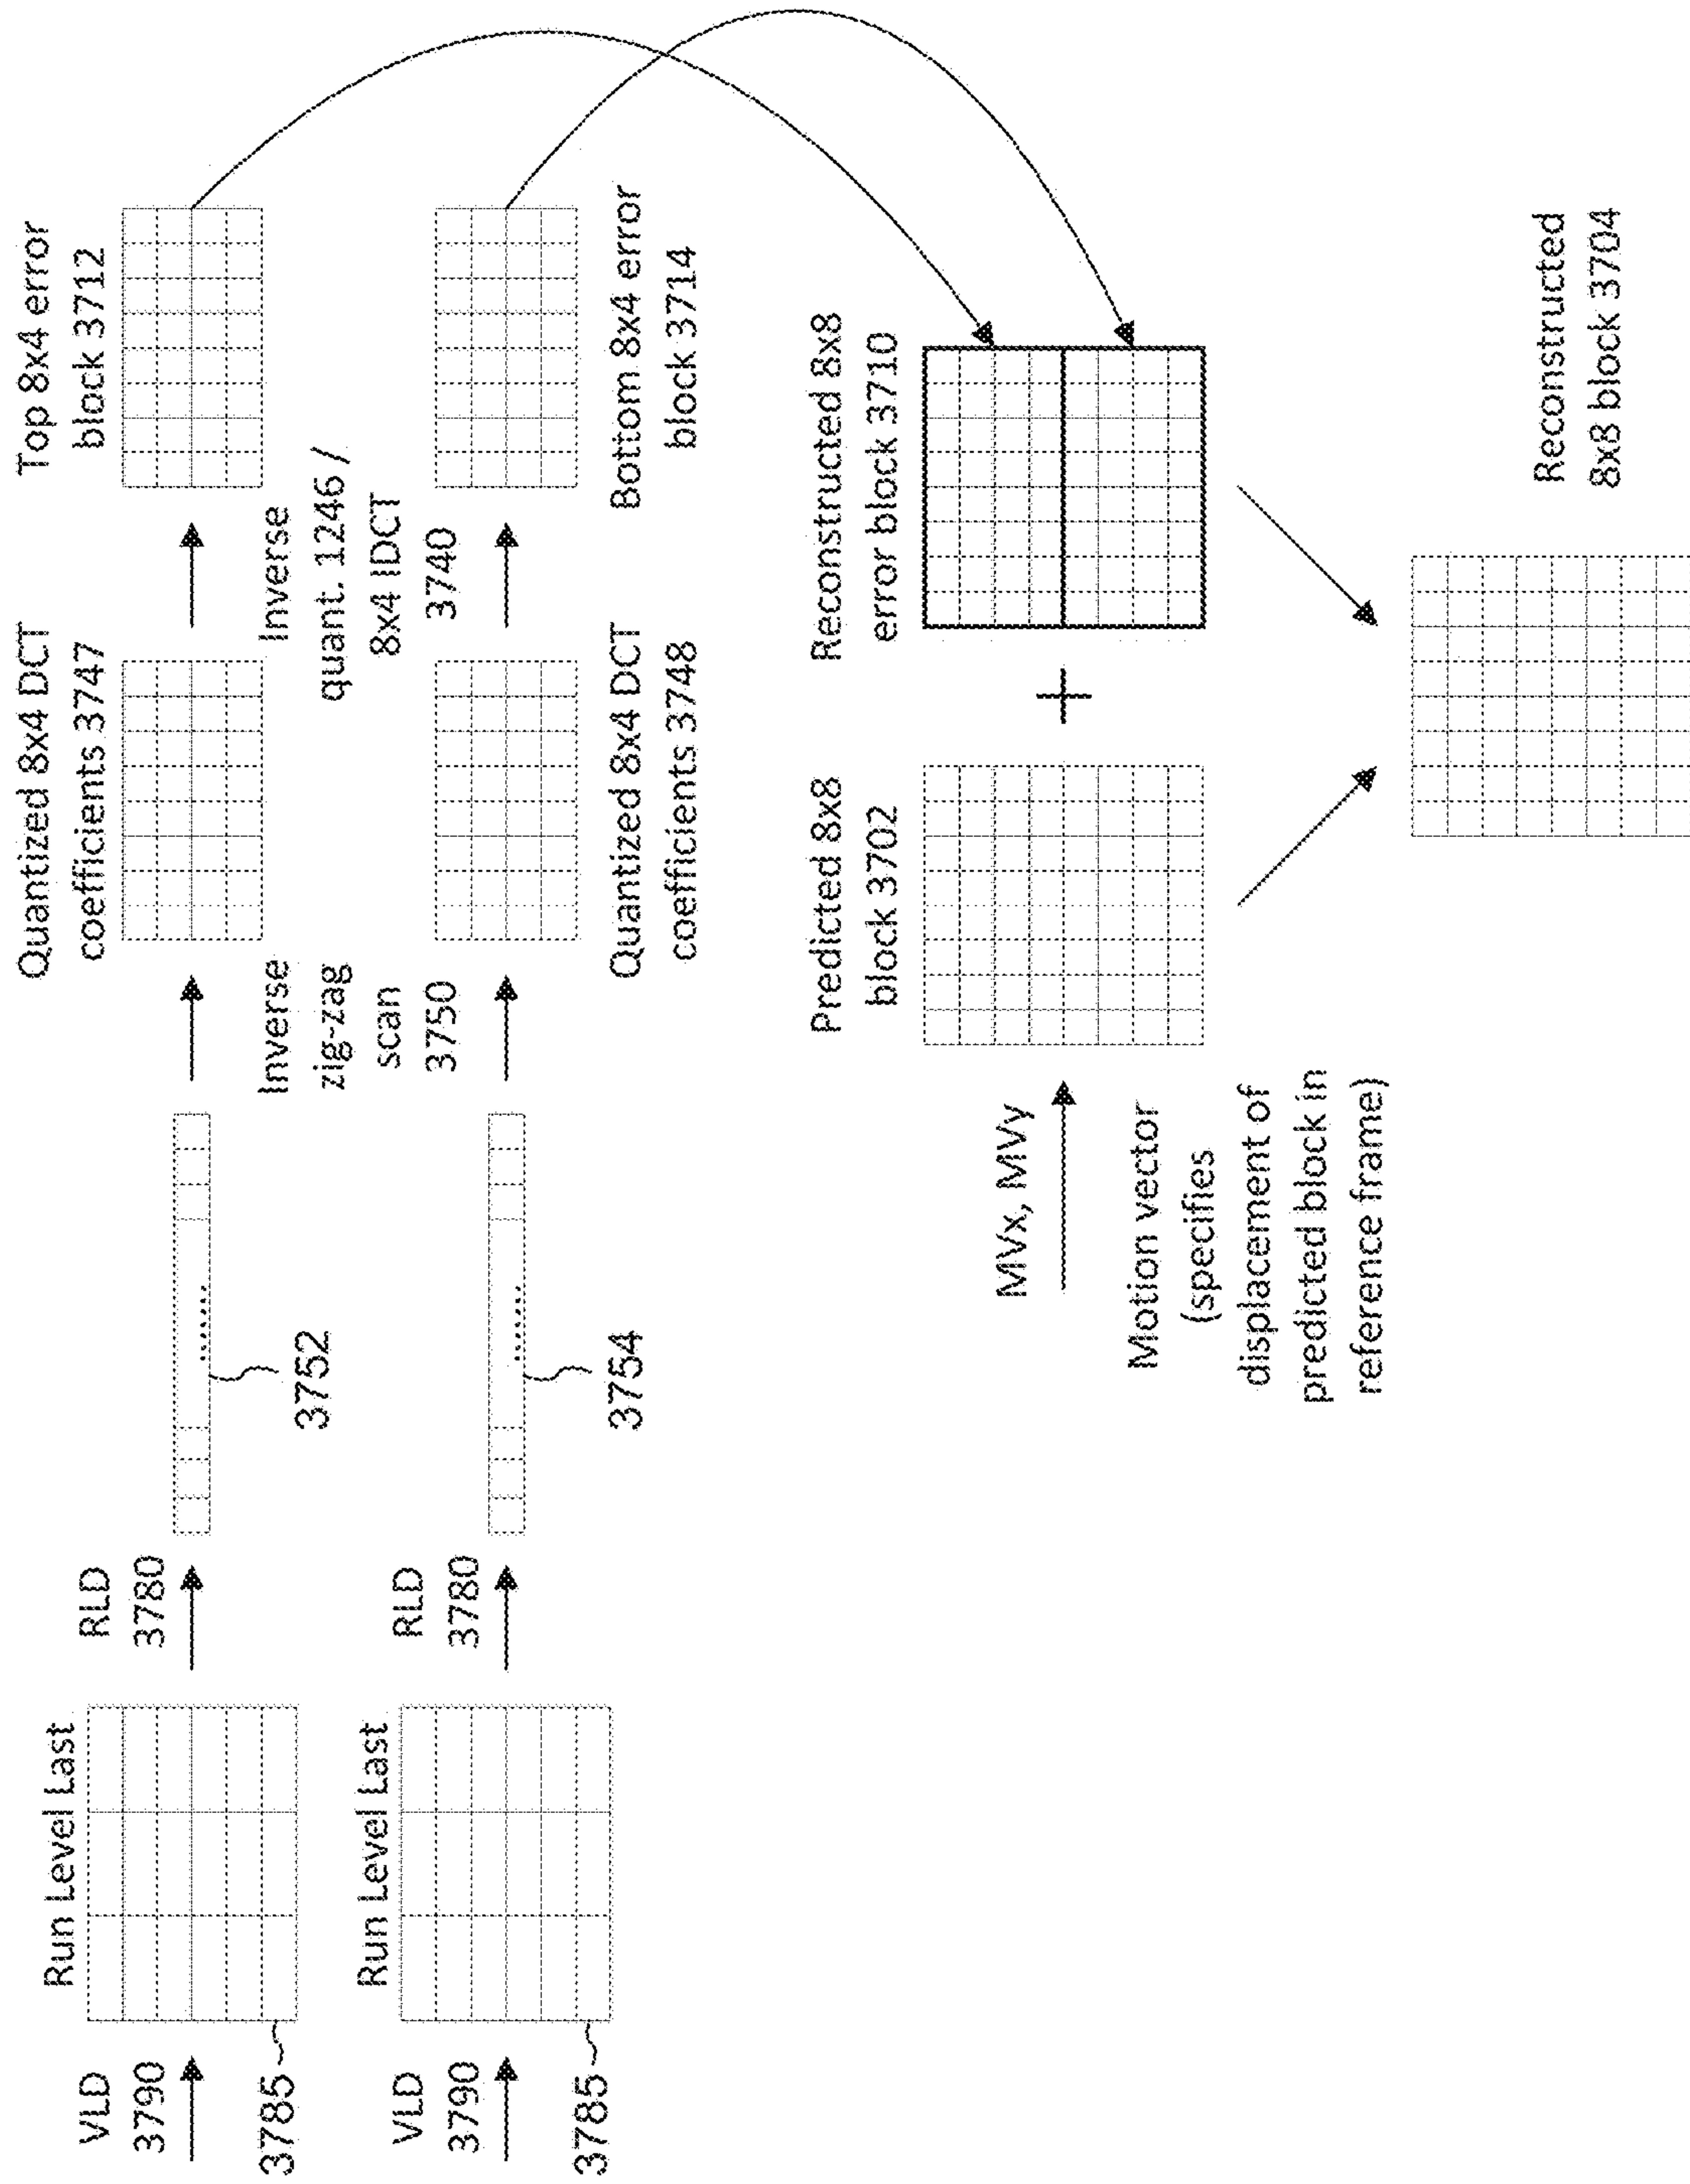 VLD
3790
3785
Run Level Last
RLD
3780
3752
Inverse
zig-zag
scan
3750
Quantized 8x4 DCT
coefficients 3747
Inverse
quant. 1246 /
8x4 IDCT
3740
Top 8x4 error
block 3712
VLD
3790
3785
Run Level Last
RLD
3780
3754
Quantized 8x4 DCT
coefficients 3748
Bottom 8x4 error
block 3714
MVx, MVy
Motion vector
(specifies
displacement of
predicted block in
reference frame)
Predicted 8x8
block 3702
+
Reconstructed 8x8
error block 3710
Reconstructed
8x8 block 3704